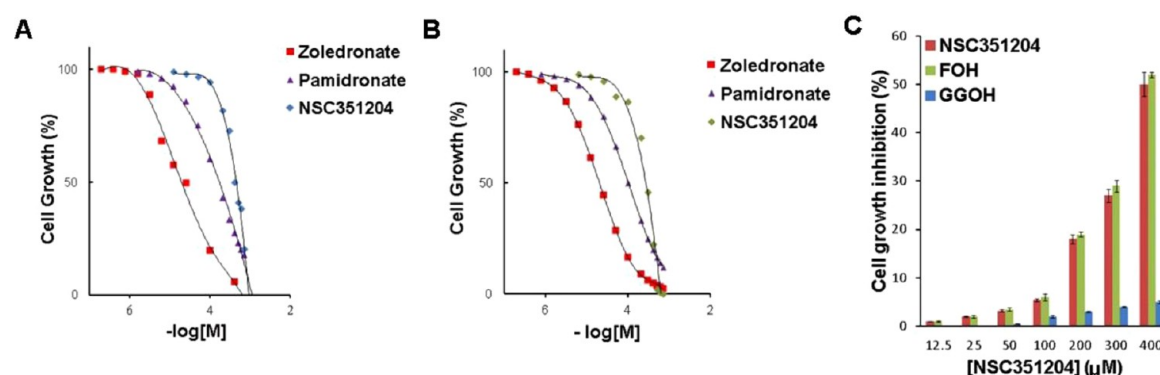 A
Cell Growth (%)
100
50
0
6
4
2
-log[M]
Zoledronate
Pamidronate
NSC351204
B
Cell Growth (%)
100
50
0
6
4
2
- log[M]
Zoledronate
Pamidronate
NSC351204
C
Cell growth inhibition (%)
60
50
40
30
20
10
0
12.5 25 50 100 200 300 400
[NSC351204] (μM)
NSC351204
FOH
GGOH